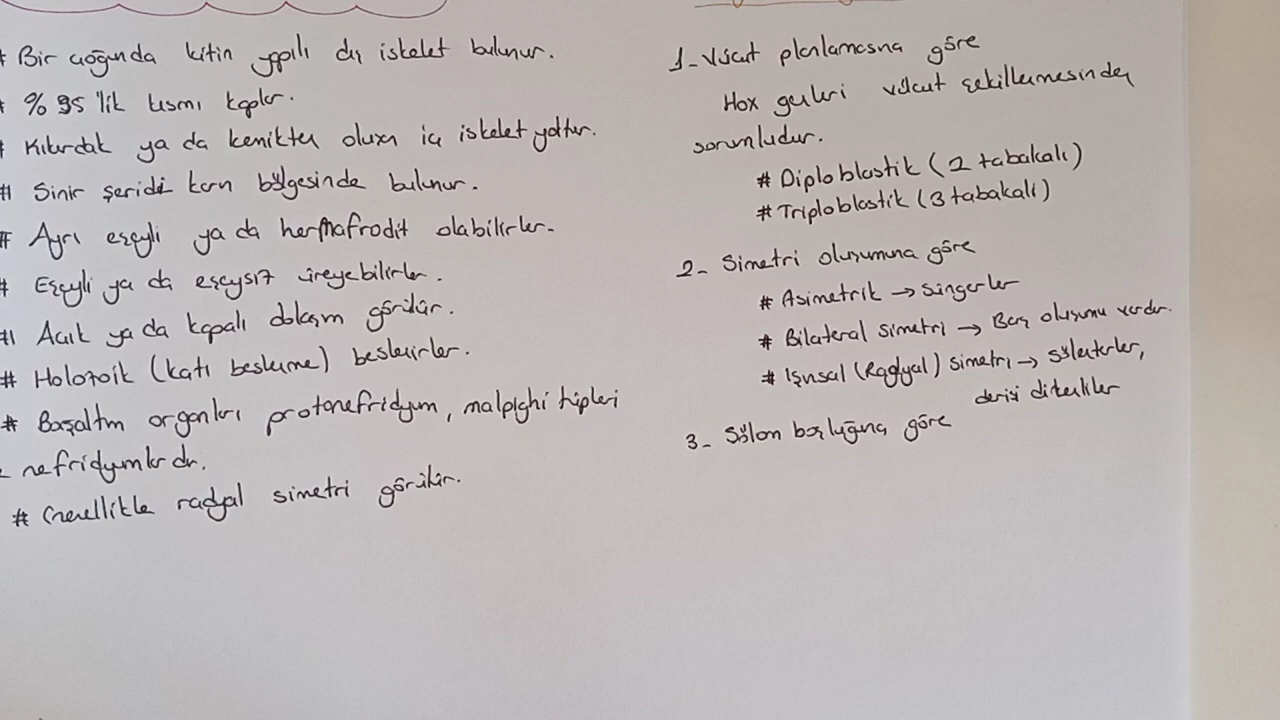 # Bir çoğunda kitin yapılı dış iskelet bulunur.
# % 95 'lik kısmı kaplar.
# Kıkırdak ya da kemikten oluşan iç iskelet yoktur.
# Sinir şeridi karın bölgesinde bulunur.
# Ayrı eşeyli ya da hermafrodit olabilirler.
# Eşeyli ya da eşeysiz üreyebilirler.
# Açık ya da kapalı dolaşım görülür.
# Holozoik (katı beslenme) beslenirler.
# Boşaltım organları protonefridyum, malpighi tüpleri
nefridyumlardır.
# Genellikle radyal simetri görülür.
1- Vücut planlamasına göre
Hox genleri vücut şekillenmesinden
sorumludur.
# Diploblastik (2 tabakalı)
# Triploblastik (3 tabakalı)
2- Simetri oluşumuna göre
# Asimetrik → süngerler
# Bilateral simetri → Baş oluşumu vardır.
# Işınsal (Radyal) simetri → sölenterler,
derisi dikenliler
3- Sölom boşluğuna göre